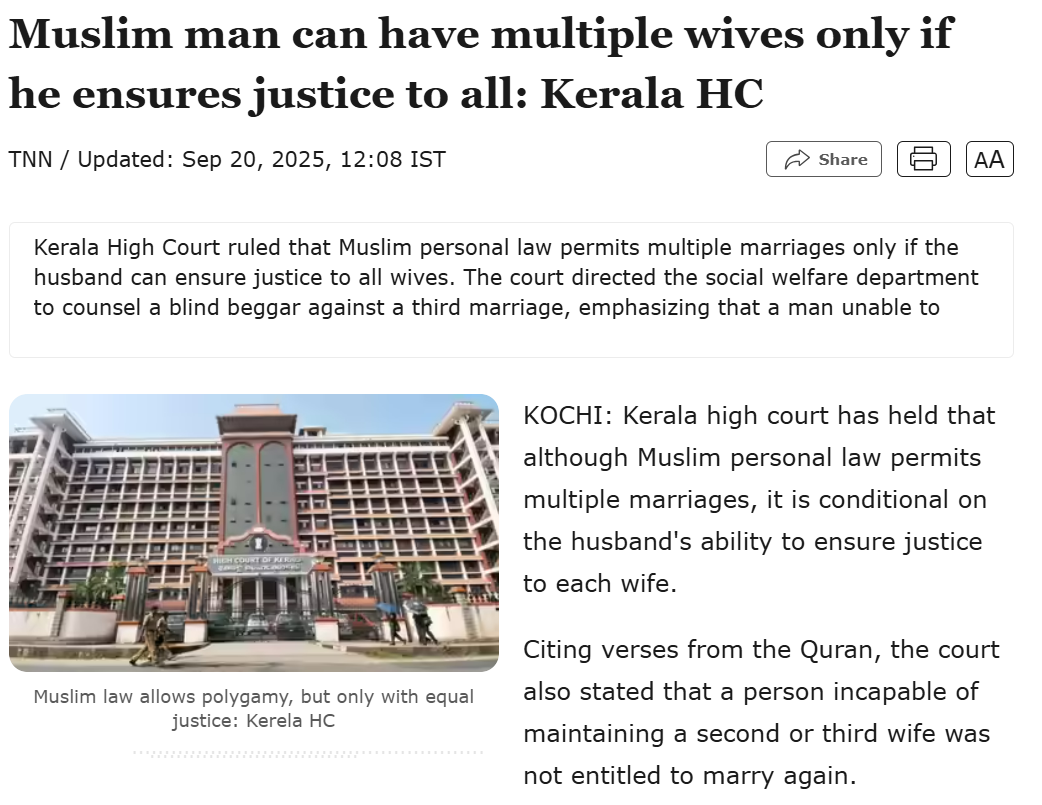 Muslim man can have multiple wives only if
he ensures justice to all: Kerala HC
TNN / Updated: Sep 20, 2025, 12:08 IST
Share
AA
Kerala High Court ruled that Muslim personal law permits multiple marriages only if the
husband can ensure justice to all wives. The court directed the social welfare department
to counsel a blind beggar against a third marriage, emphasizing that a man unable to
HIGH COURT OF KERALA
Muslim law allows polygamy, but only with equal
justice: Kerela HC
KOCHI: Kerala high court has held that
although Muslim personal law permits
multiple marriages, it is conditional on
the husband's ability to ensure justice
to each wife.
Citing verses from the Quran, the court
also stated that a person incapable of
maintaining a second or third wife was
not entitled to marry again.